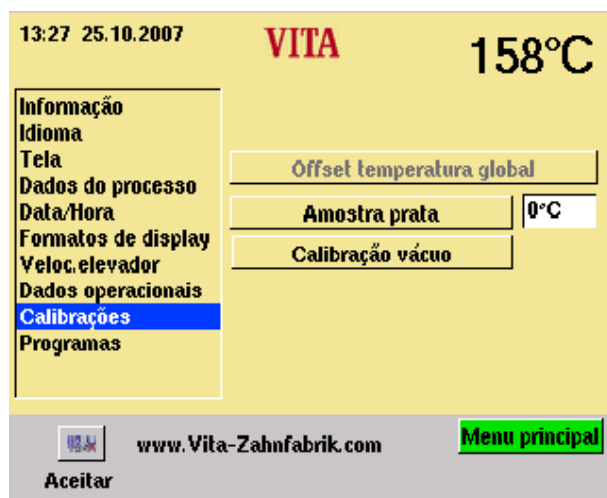 13:27 25.10.2007
VITA
158°C
Informação
Idioma
Tela
Dados do processo
Data/Hora
Formatos de display
Veloc.elevador
Dados operacionais
Calibrações
Programas
Offset temperatura global
Amostra prata
0°C
Calibração vácuo
www.Vita-Zahnfabrik.com
Menu principal
Aceitar